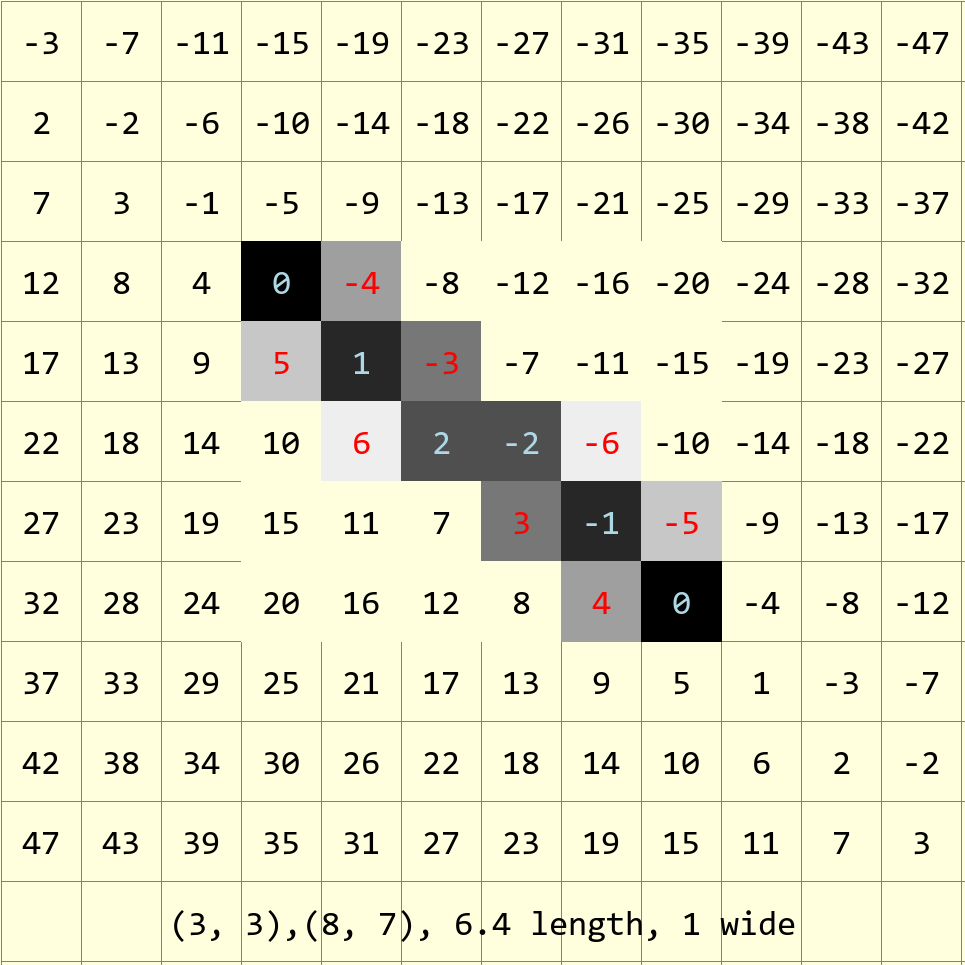 -3 -7 -11 -15 -19 -23 -27 -31 -35 -39 -43 -47
2 -2 -6 -10 -14 -18 -22 -26 -30 -34 -38 -42
7 3 -1 -5 -9 -13 -17 -21 -25 -29 -33 -37
12 8 4 0 -4 -8 -12 -16 -20 -24 -28 -32
17 13 9 5 1 -3 -7 -11 -15 -19 -23 -27
22 18 14 10 6 2 -2 -6 -10 -14 -18 -22
27 23 19 15 11 7 3 -1 -5 -9 -13 -17
32 28 24 20 16 12 8 4 0 -4 -8 -12
37 33 29 25 21 17 13 9 5 1 -3 -7
42 38 34 30 26 22 18 14 10 6 2 -2
47 43 39 35 31 27 23 19 15 11 7 3
(3, 3),(8, 7), 6.4 length, 1 wide